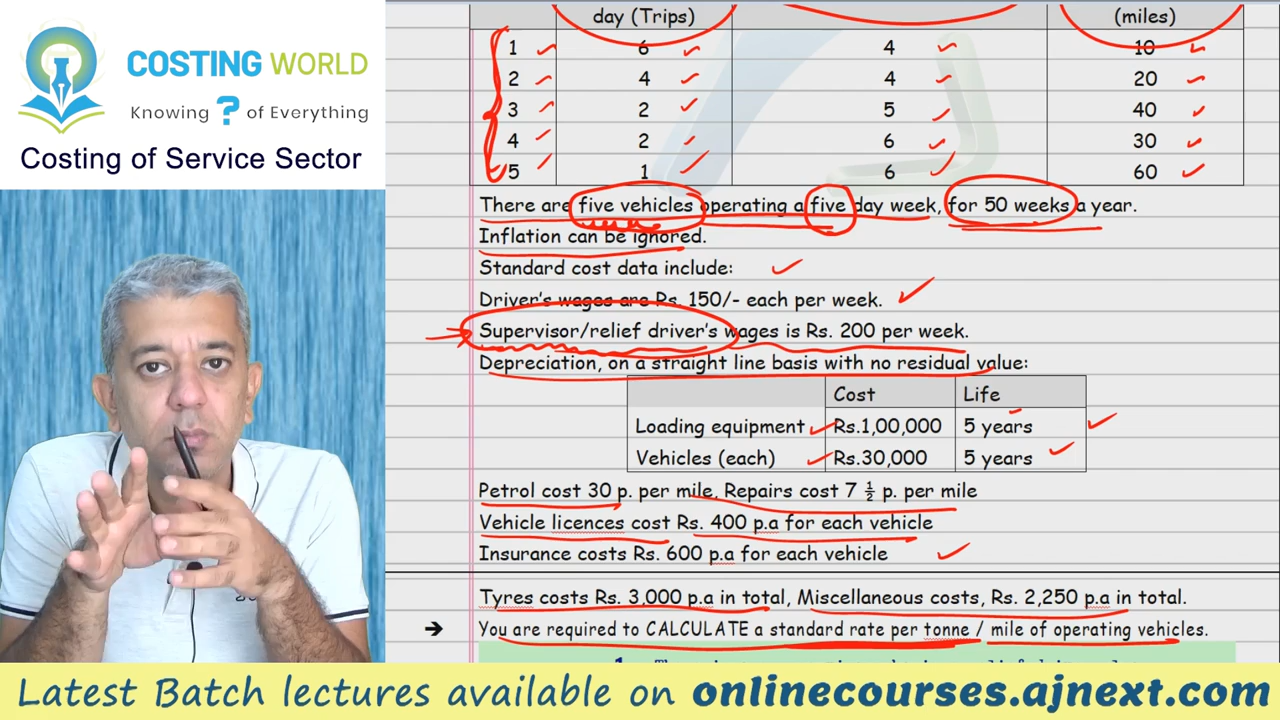 COSTING WORLD
Knowing ? of Everything
Costing of Service Sector
day (Trips) (miles)
1 6 4 10
2 4 4 20
3 2 5 40
4 2 6 30
5 1 6 60
There are five vehicles operating a five day week, for 50 weeks a year.
Inflation can be ignored.
Standard cost data include:
Driver's wages are Rs. 150/- each per week.
Supervisor/relief driver's wages is Rs. 200 per week.
Depreciation, on a straight line basis with no residual value:
Cost Life
Loading equipment Rs.1,00,000 5 years
Vehicles (each) Rs.30,000 5 years
Petrol cost 30 p. per mile, Repairs cost 7 ½ p. per mile
Vehicle licences cost Rs. 400 p.a for each vehicle
Insurance costs Rs. 600 p.a for each vehicle
Tyres costs Rs. 3,000 p.a in total, Miscellaneous costs, Rs. 2,250 p.a in total.
➔ You are required to CALCULATE a standard rate per tonne / mile of operating vehicles.
Latest Batch lectures available on onlinecourses.ajnext.com